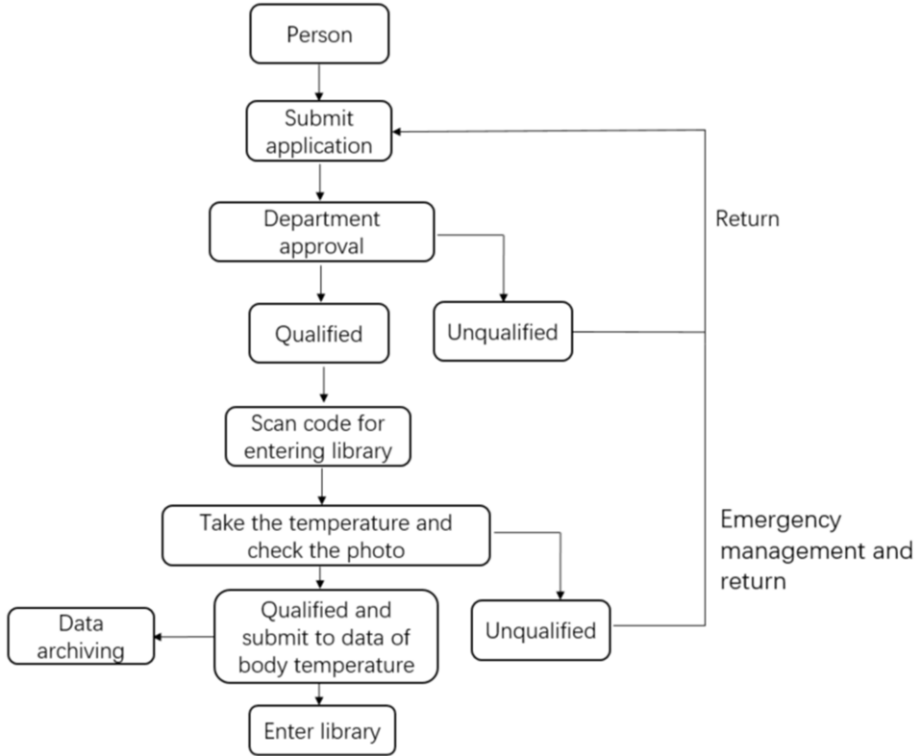 Person
Submit
application
Department
approval
Return
Qualified
Unqualified
Scan code for
entering library
Take the temperature and
check the photo
Emergency
management and
return
Qualified and
submit to data of
body temperature
Data
archiving
Unqualified
Enter library